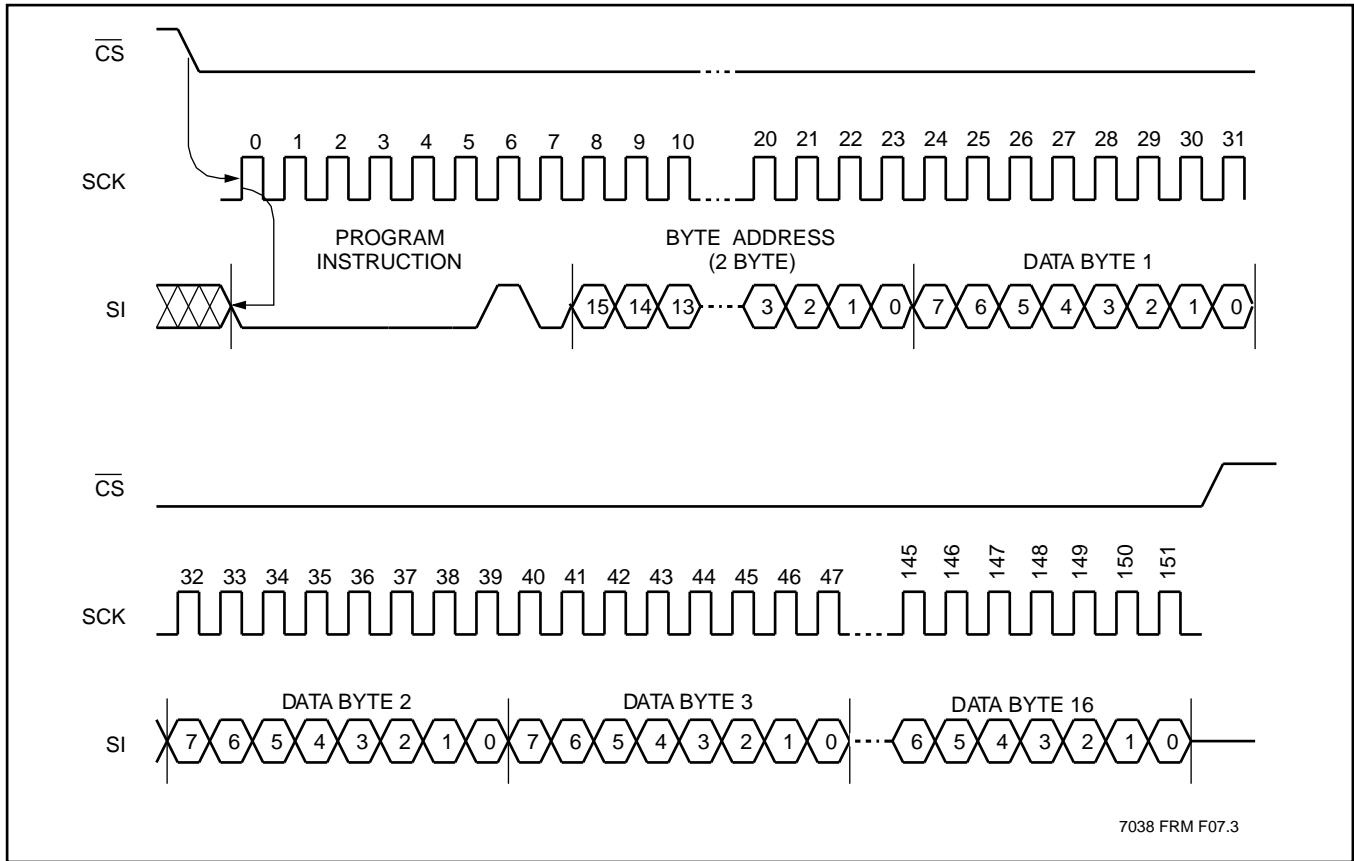 CS
0 1 2 3 4 5 6 7 8 9 10 20 21 22 23 24 25 26 27 28 29 30 31
SCK
PROGRAM
INSTRUCTION
BYTE ADDRESS
(2 BYTE)
DATA BYTE 1
SI
15 14 13 3 2 1 0 7 6 5 4 3 2 1 0
CS
32 33 34 35 36 37 38 39 40 41 42 43 44 45 46 47 145 146 147 148 149 150 151
SCK
DATA BYTE 2 DATA BYTE 3 DATA BYTE 16
SI
7 6 5 4 3 2 1 0 7 6 5 4 3 2 1 0 6 5 4 3 2 1 0
7038 FRM F07.3